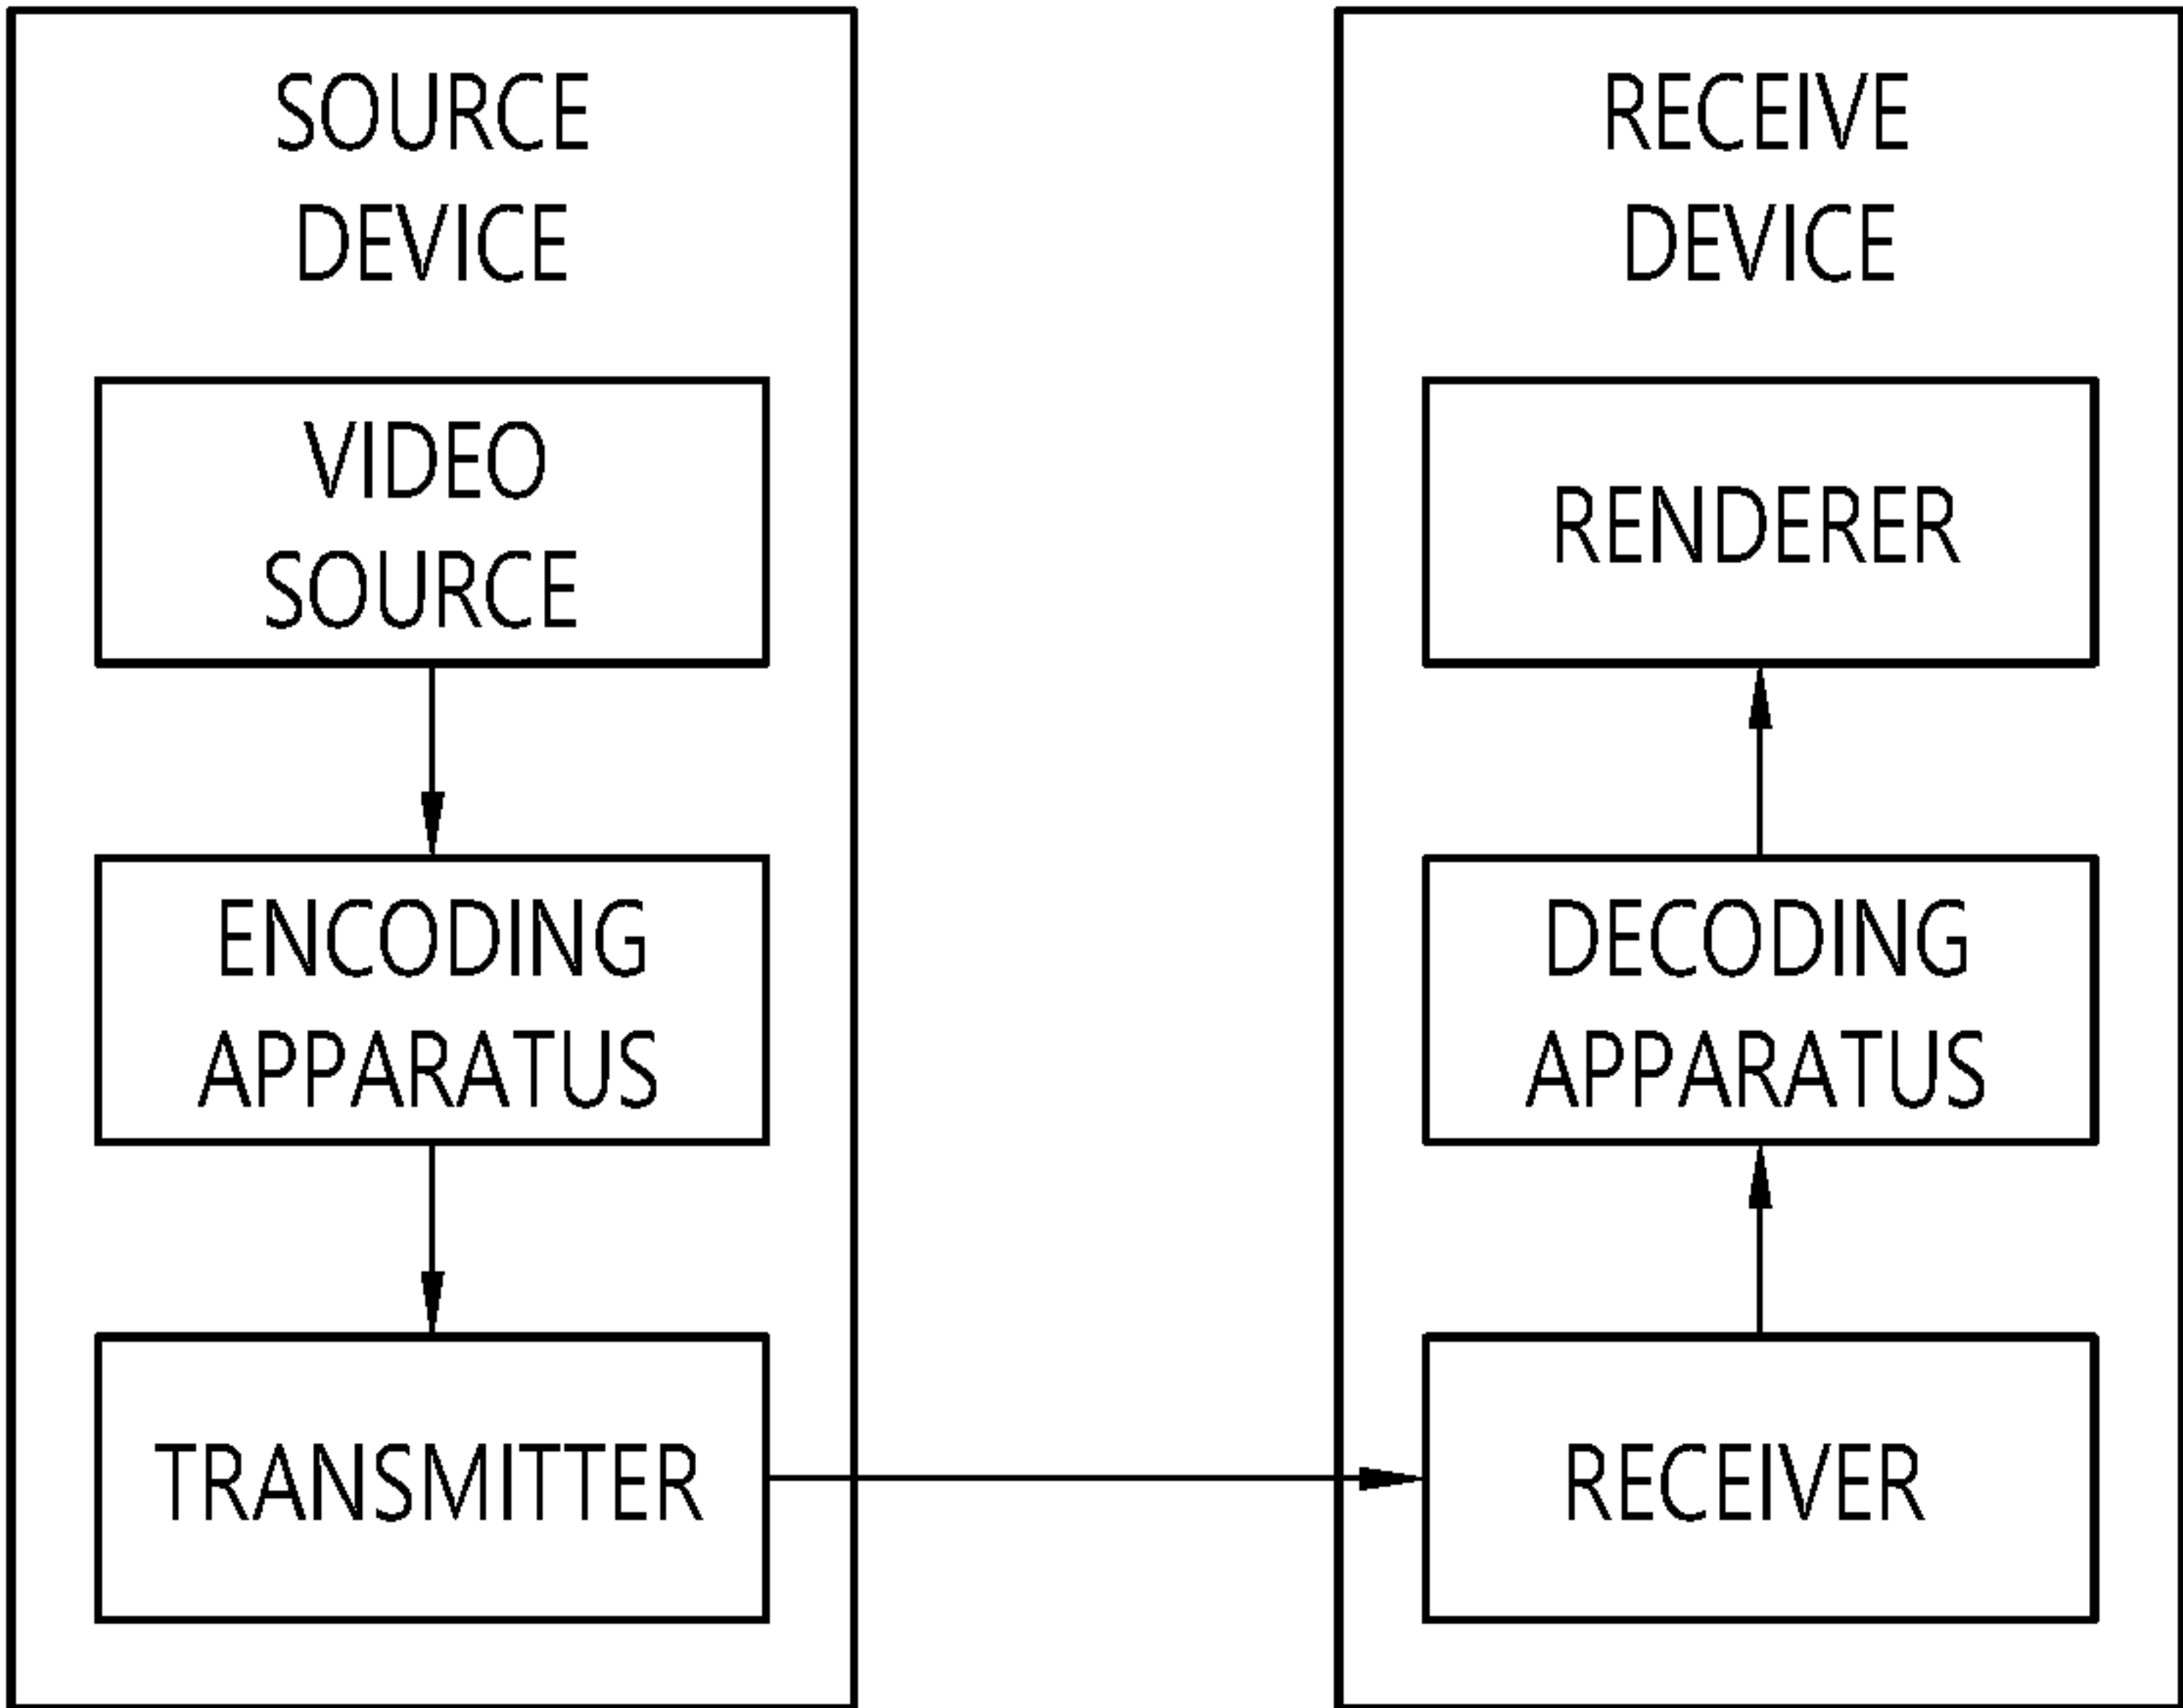 SOURCE
DEVICE
VIDEO
SOURCE
ENCODING
APPARATUS
TRANSMITTER
RECEIVE
DEVICE
RENDERER
DECODING
APPARATUS
RECEIVER